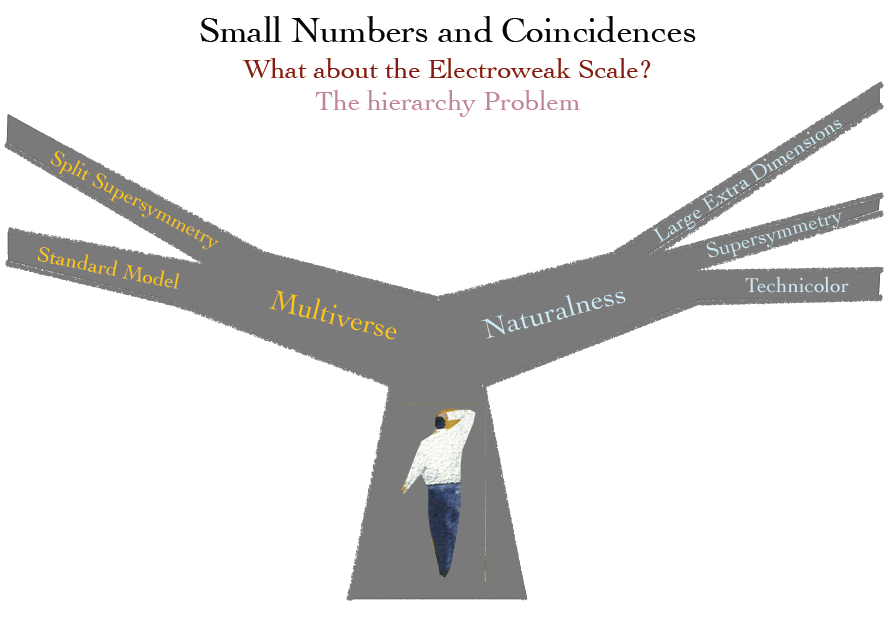 Small Numbers and Coincidences
What about the Electroweak Scale?
The hierarchy Problem
Split Supersymmetry
Standard Model
Multiverse
Naturalness
Large Extra Dimensions
Supersymmetry
Technicolor